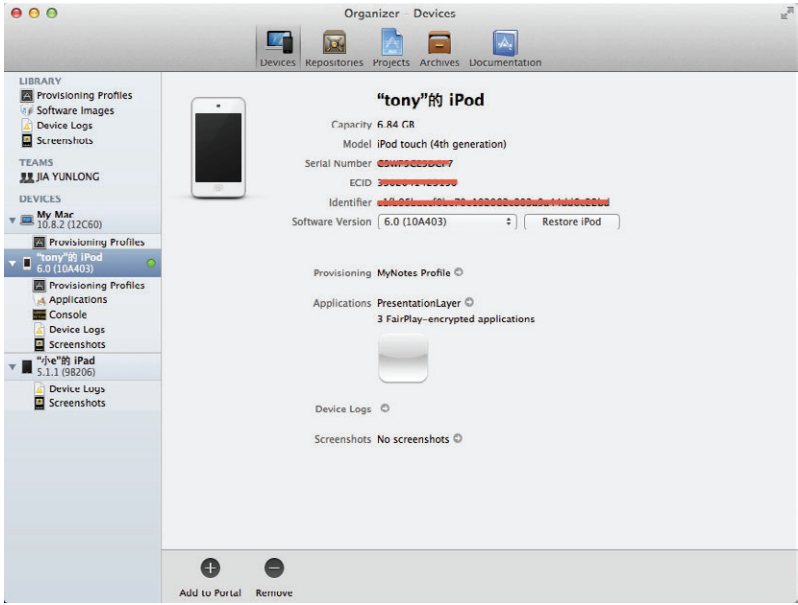 Organizer – Devices
Devices Repositories Projects Archives Documentation
LIBRARY
Provisioning Profiles
Software Images
Device Logs
Screenshots
TEAMS
JIA YUNLONG
DEVICES
My Mac
10.8.2 (12C60)
Provisioning Profiles
"tony"的 iPod
6.0 (10A403)
Provisioning Profiles
Applications
Console
Device Logs
Screenshots
"小e"的 iPad
5.1.1 (9B206)
Device Logs
Screenshots
"tony"的 iPod
Capacity 6.84 GB
Model iPod touch (4th generation)
Serial Number
ECID
Identifier
Software Version 6.0 (10A403) Restore iPod
Provisioning MyNotes Profile
Applications PresentationLayer
3 FairPlay-encrypted applications
Device Logs
Screenshots No screenshots
Add to Portal Remove